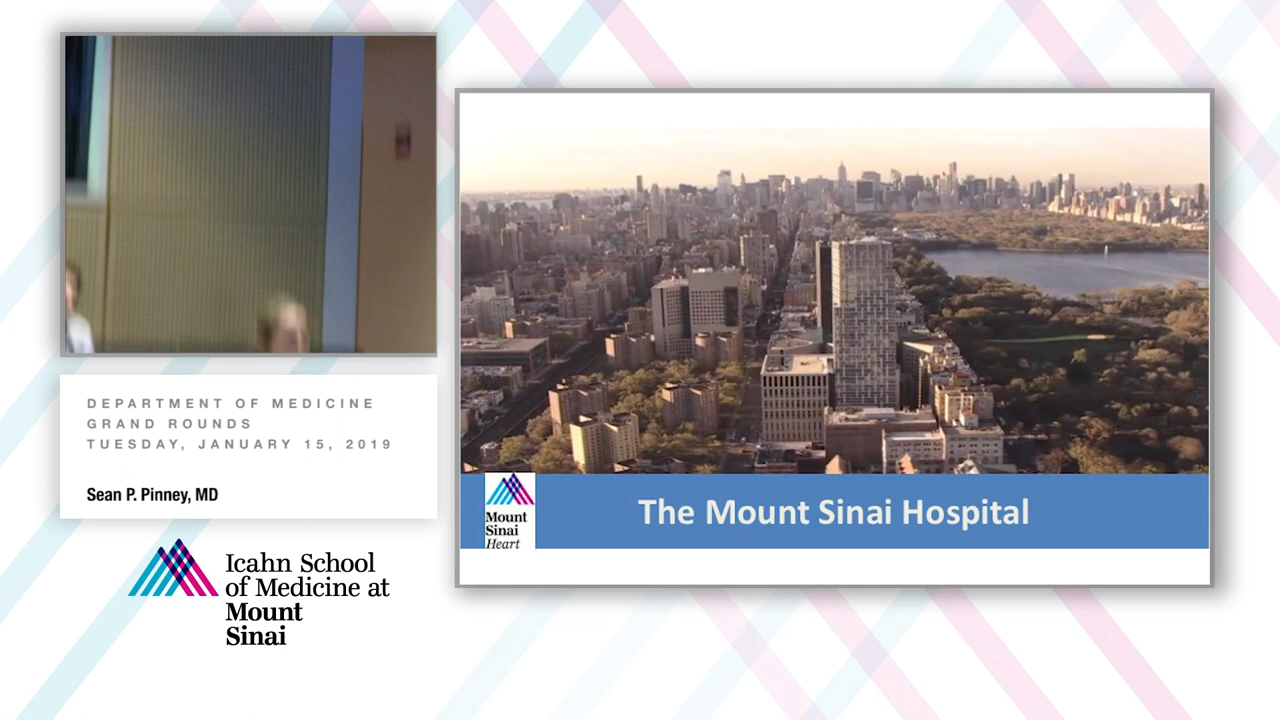 DEPARTMENT OF MEDICINE
GRAND ROUNDS
TUESDAY, JANUARY 15, 2019
Sean P. Pinney, MD
Icahn School
of Medicine at
Mount
Sinai
Mount
Sinai
Heart
The Mount Sinai Hospital